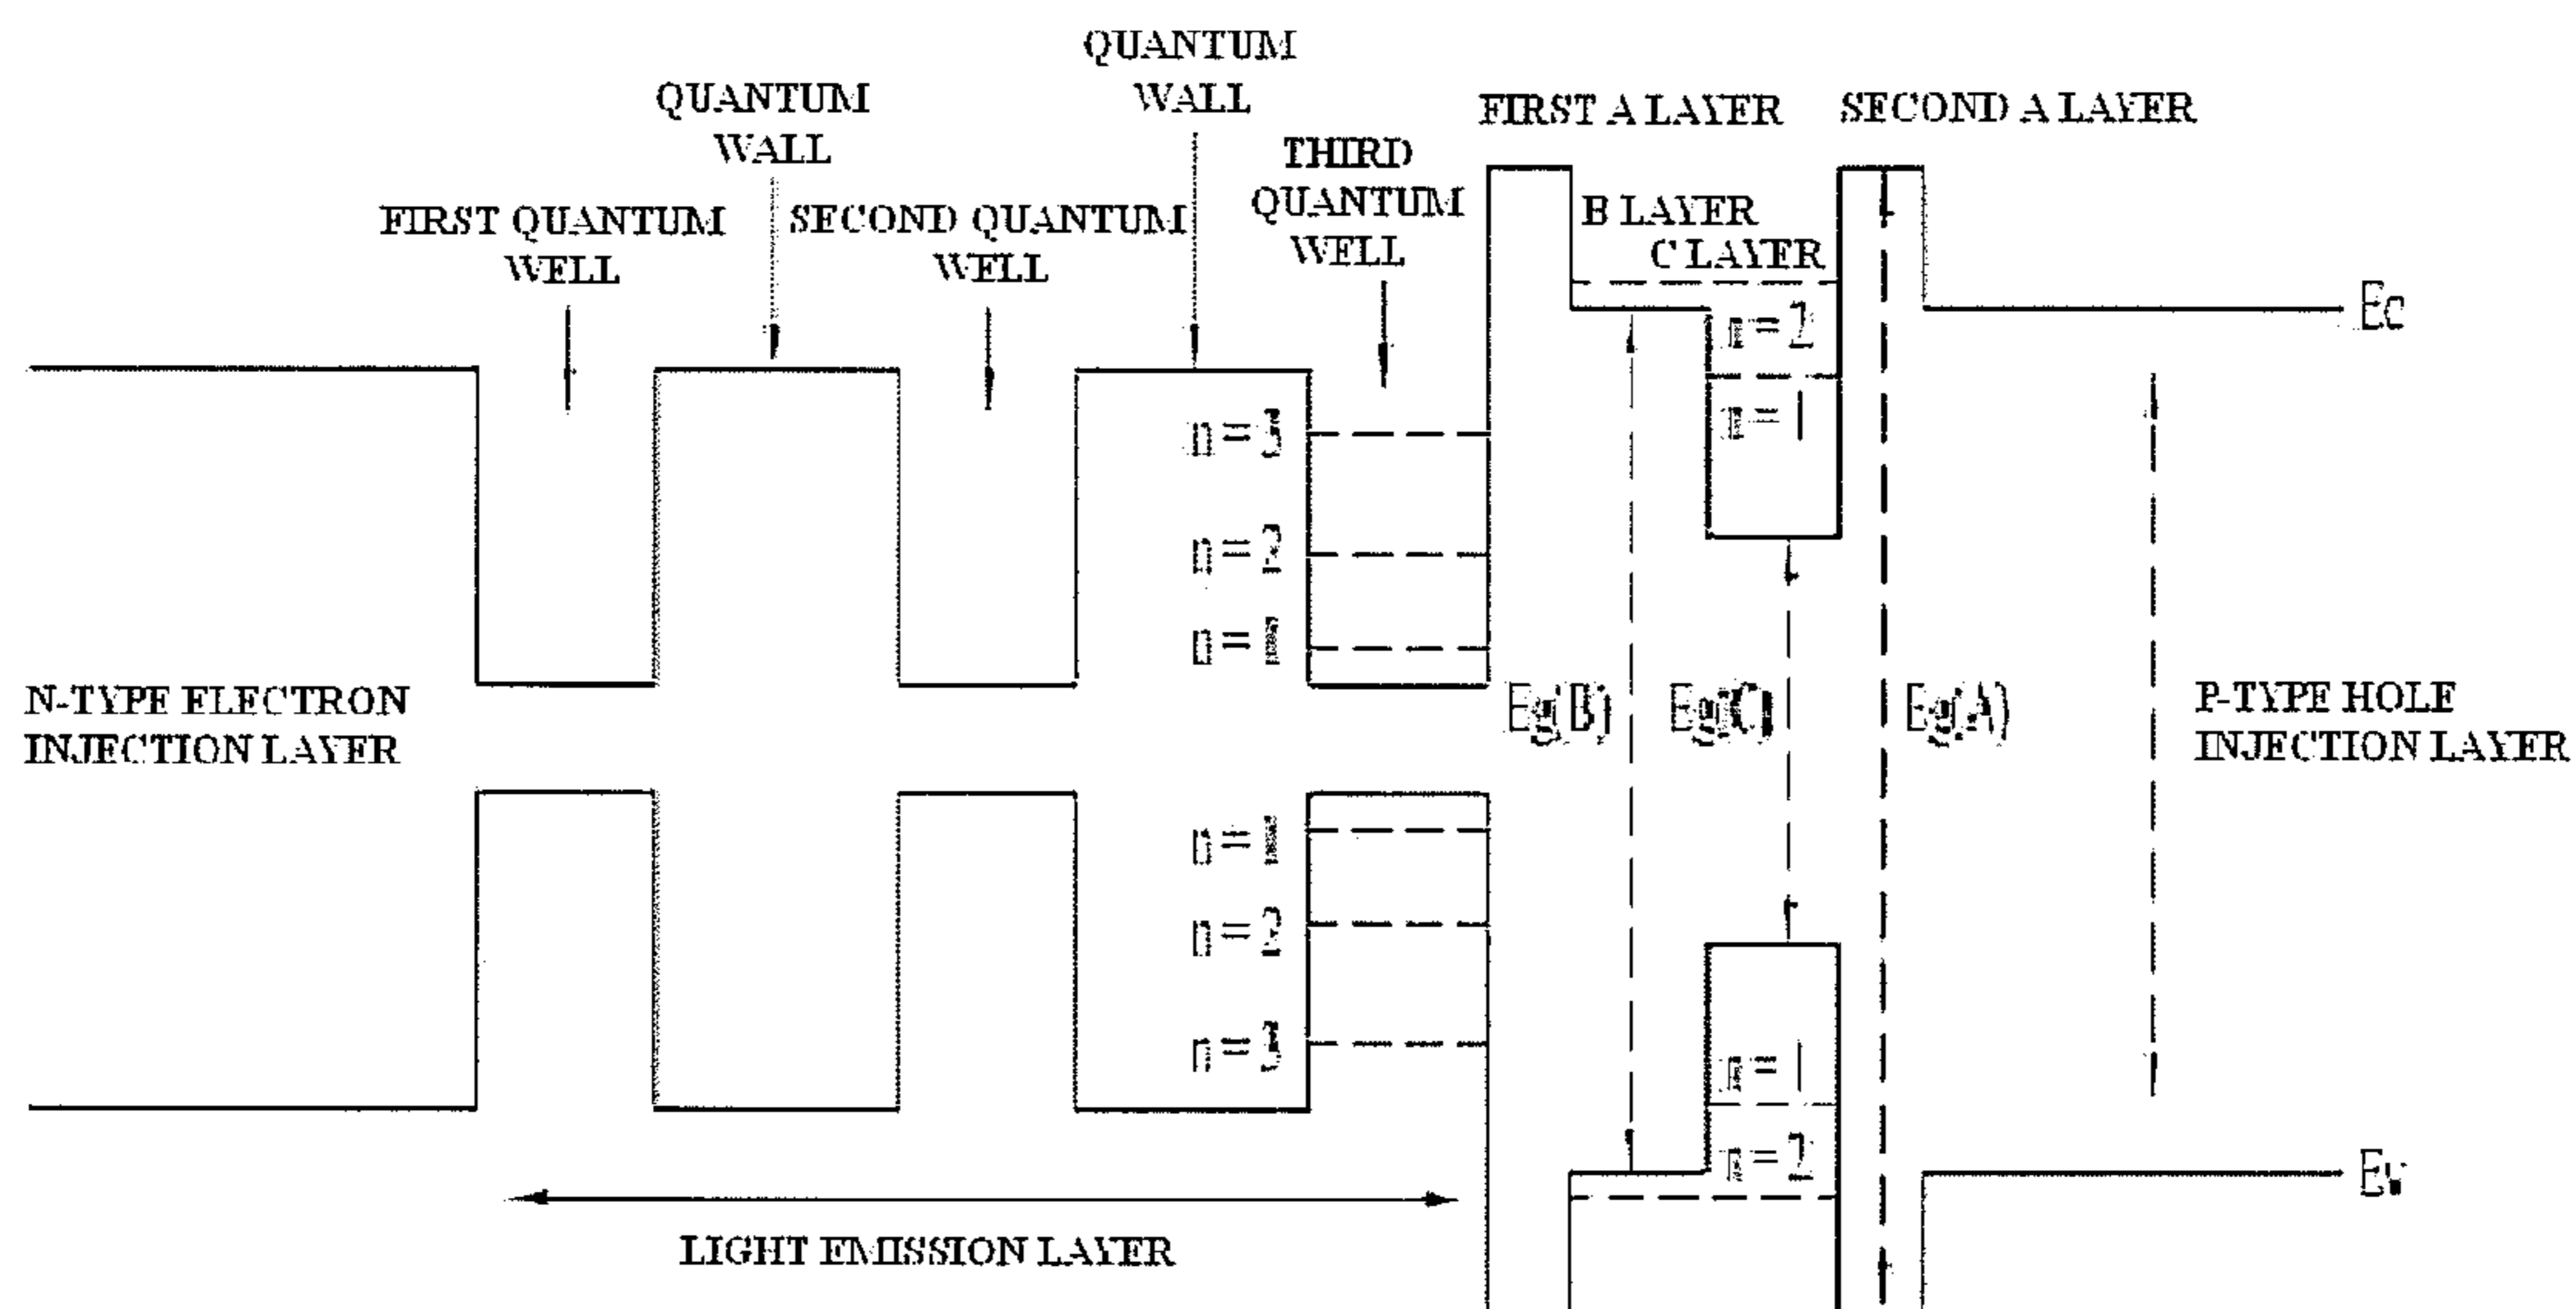 QUANTUM
WALL
QUANTUM
WALL
FIRST A LAYER
SECOND A LAYER
THIRD
QUANTUM
WELL
FIRST QUANTUM
WELL
SECOND QUANTUM
WELL
B LAYER
C LAYER
Ec
n=2
n=1
n=3
n=2
n=1
N-TYPE ELECTRON
INJECTION LAYER
Eg(B)
Eg(C)
Eg(A)
P-TYPE HOLE
INJECTION LAYER
n=1
n=2
n=3
n=1
n=2
Ev
LIGHT EMISSION LAYER